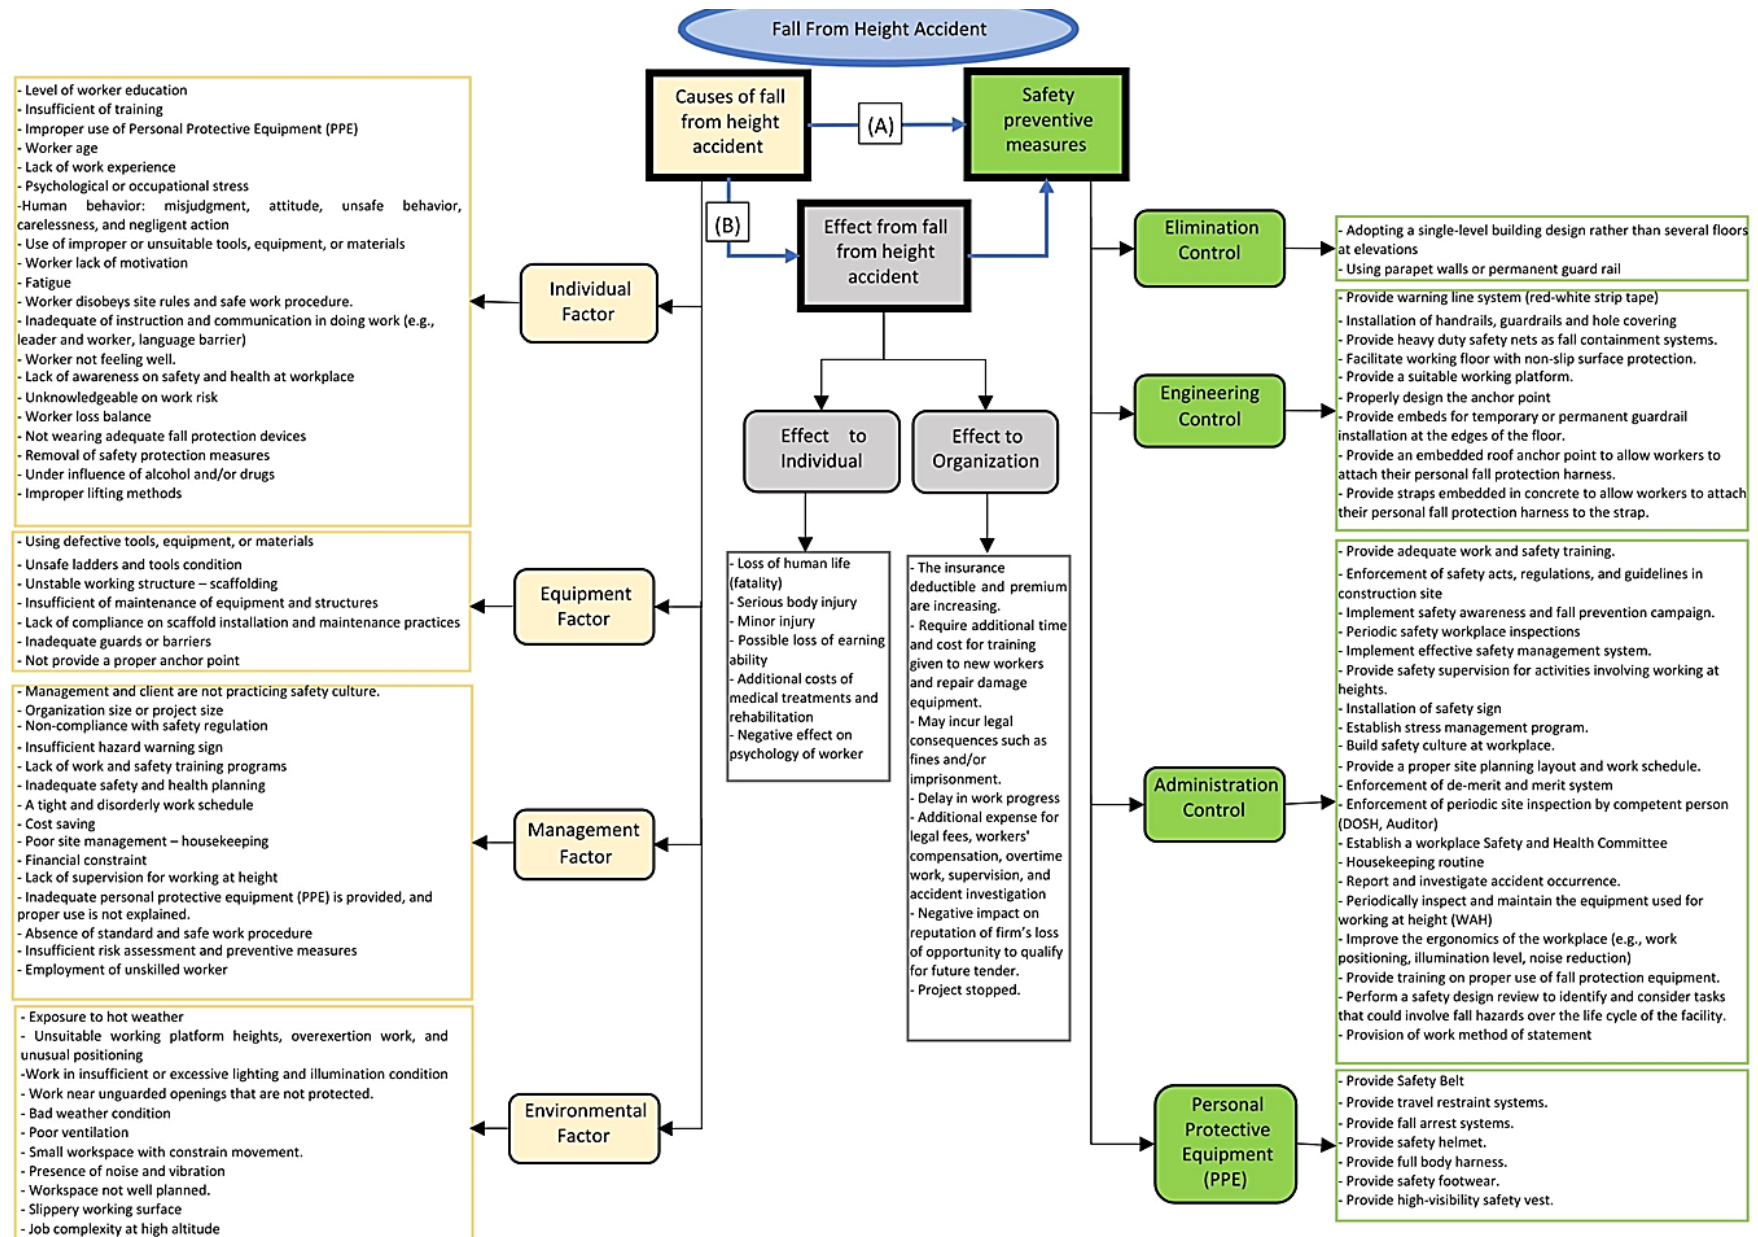 Fall From Height Accident
Causes of fall
from height
accident
(A)
Safety
preventive
measures
(B)
Effect from fall
from height
accident
- Level of worker education
- Insufficient of training
- Improper use of Personal Protective Equipment (PPE)
- Worker age
- Lack of work experience
- Psychological or occupational stress
-Human behavior: misjudgment, attitude, unsafe behavior,
carelessness, and negligent action
- Use of improper or unsuitable tools, equipment, or materials
- Worker lack of motivation
- Fatigue
- Worker disobeys site rules and safe work procedure.
- Inadequate of instruction and communication in doing work (e.g.,
leader and worker, language barrier)
- Worker not feeling well.
- Lack of awareness on safety and health at workplace
- Unknowledgeable on work risk
- Worker loss balance
- Not wearing adequate fall protection devices
- Removal of safety protection measures
- Under influence of alcohol and/or drugs
- Improper lifting methods
Individual
Factor
- Using defective tools, equipment, or materials
- Unsafe ladders and tools condition
- Unstable working structure – scaffolding
- Insufficient of maintenance of equipment and structures
- Lack of compliance on scaffold installation and maintenance practices
- Inadequate guards or barriers
- Not provide a proper anchor point
Equipment
Factor
- Management and client are not practicing safety culture.
- Organization size or project size
- Non-compliance with safety regulation
- Insufficient hazard warning sign
- Lack of work and safety training programs
- Inadequate safety and health planning
- A tight and disorderly work schedule
- Cost saving
- Poor site management – housekeeping
- Financial constraint
- Lack of supervision for working at height
- Inadequate personal protective equipment (PPE) is provided, and
proper use is not explained.
- Absence of standard and safe work procedure
- Insufficient risk assessment and preventive measures
- Employment of unskilled worker
Management
Factor
- Exposure to hot weather
- Unsuitable working platform heights, overexertion work, and
unusual positioning
-Work in insufficient or excessive lighting and illumination condition
- Work near unguarded openings that are not protected.
- Bad weather condition
- Poor ventilation
- Small workspace with constrain movement.
- Presence of noise and vibration
- Workspace not well planned.
- Slippery working surface
- Job complexity at high altitude
Environmental
Factor
Effect to
Individual
- Loss of human life
(fatality)
- Serious body injury
- Minor injury
- Possible loss of earning
ability
- Additional costs of
medical treatments and
rehabilitation
- Negative effect on
psychology of worker
Effect to
Organization
- The insurance
deductible and premium
are increasing.
- Require additional time
and cost for training
given to new workers
and repair damage
equipment.
- May incur legal
consequences such as
fines and/or
imprisonment.
- Delay in work progress
- Additional expense for
legal fees, workers'
compensation, overtime
work, supervision, and
accident investigation
- Negative impact on
reputation of firm's loss
of opportunity to qualify
for future tender.
- Project stopped.
Elimination
Control
- Adopting a single-level building design rather than several floors
at elevations
- Using parapet walls or permanent guard rail
Engineering
Control
- Provide warning line system (red-white strip tape)
- Installation of handrails, guardrails and hole covering
- Provide heavy duty safety nets as fall containment systems.
- Facilitate working floor with non-slip surface protection.
- Provide a suitable working platform.
- Properly design the anchor point
- Provide embeds for temporary or permanent guardrail
installation at the edges of the floor.
- Provide an embedded roof anchor point to allow workers to
attach their personal fall protection harness.
- Provide straps embedded in concrete to allow workers to attach
their personal fall protection harness to the strap.
Administration
Control
- Provide adequate work and safety training.
- Enforcement of safety acts, regulations, and guidelines in
construction site
- Implement safety awareness and fall prevention campaign.
- Periodic safety workplace inspections
- Implement effective safety management system.
- Provide safety supervision for activities involving working at
heights.
- Installation of safety sign
- Establish stress management program.
- Build safety culture at workplace.
- Provide a proper site planning layout and work schedule.
- Enforcement of de-merit and merit system
- Enforcement of periodic site inspection by competent person
(DOSH, Auditor)
- Establish a workplace Safety and Health Committee
- Housekeeping routine
- Report and investigate accident occurrence.
- Periodically inspect and maintain the equipment used for
working at height (WAH)
- Improve the ergonomics of the workplace (e.g., work
positioning, illumination level, noise reduction)
- Provide training on proper use of fall protection equipment.
- Perform a safety design review to identify and consider tasks
that could involve fall hazards over the life cycle of the facility.
- Provision of work method of statement
Personal
Protective
Equipment
(PPE)
- Provide Safety Belt
- Provide travel restraint systems.
- Provide fall arrest systems.
- Provide safety helmet.
- Provide full body harness.
- Provide safety footwear.
- Provide high-visibility safety vest.